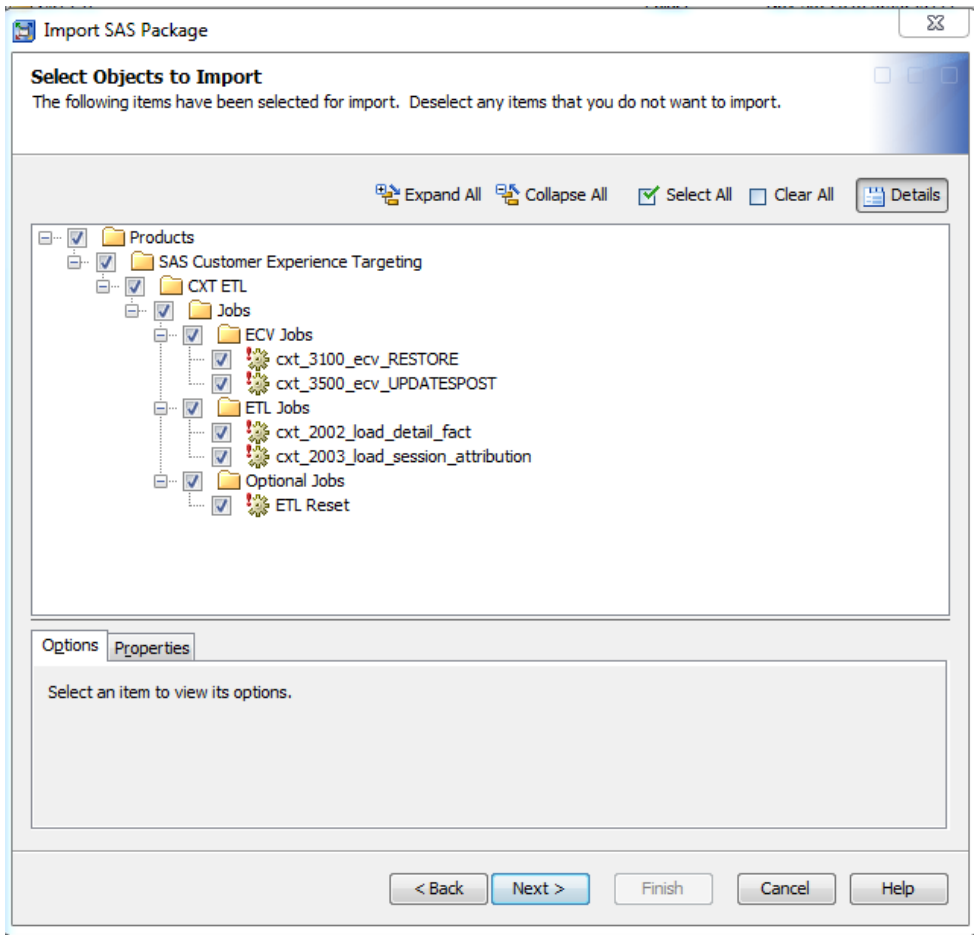 Import SAS Package
Select Objects to Import
The following items have been selected for import. Deselect any items that you do not want to import.
Expand All Collapse All Select All Clear All Details
Products
SAS Customer Experience Targeting
CXT ETL
Jobs
ECV Jobs
cxt_3100_ecv_RESTORE
cxt_3500_ecv_UPDATESPOST
ETL Jobs
cxt_2002_load_detail_fact
cxt_2003_load_session_attribution
Optional Jobs
ETL Reset
Options Properties
Select an item to view its options.
< Back Next > Finish Cancel Help